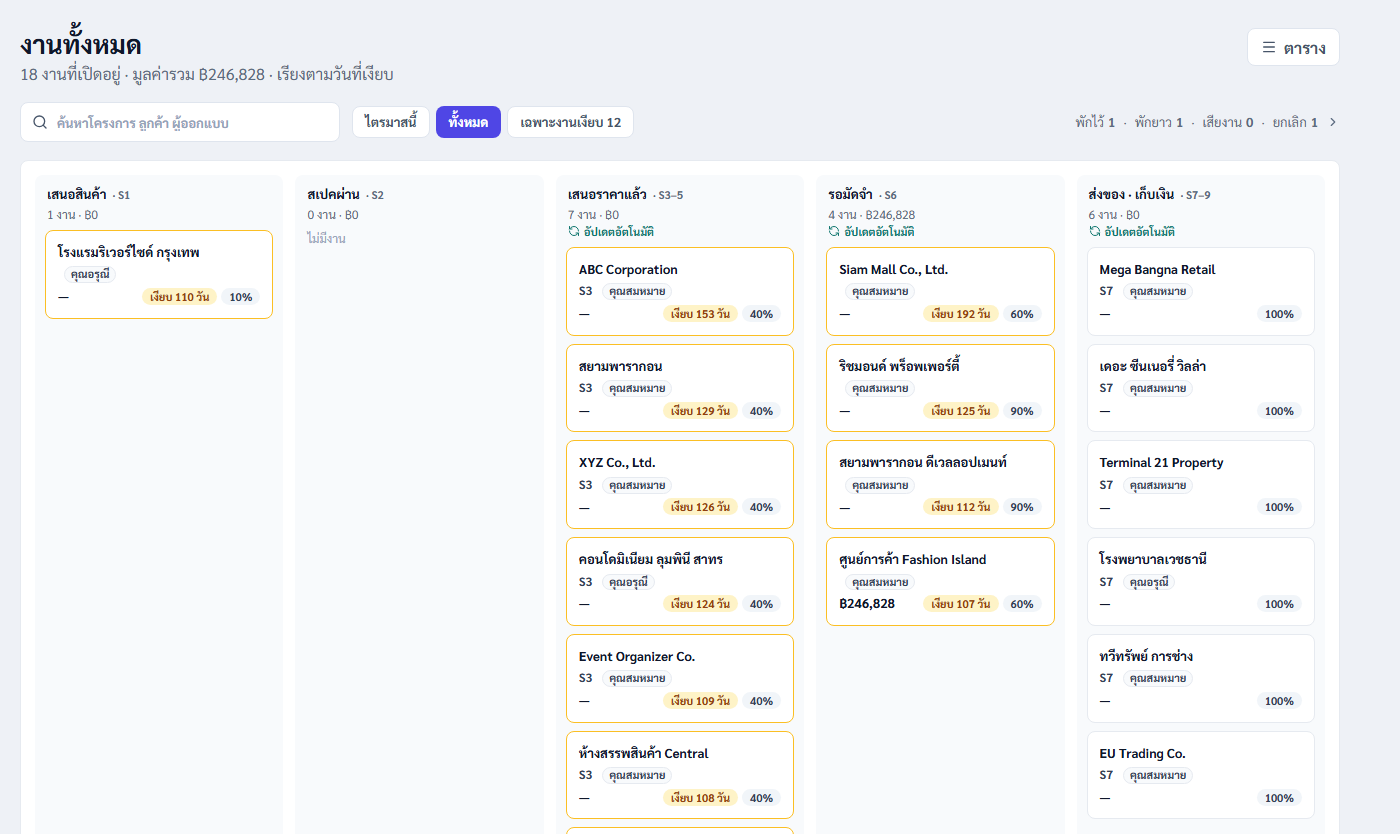 งานทั้งหมด
18 งานที่เปิดอยู่ · มูลค่ารวม ฿246,828 · เรียงตามวันที่เงียบ
ตาราง
ค้นหาโครงการ ลูกค้า ผู้ออกแบบ
ไตรมาสนี้
ทั้งหมด
เฉพาะงานเงียบ 12
พักไว้ 1 · พักยาว 1 · เสียงาน 0 · ยกเลิก 1
เสนอสินค้า · S1
1 งาน · ฿0
โรงแรมริเวอร์ไซด์ กรุงเทพ
คุณอรุณี
— เงียบ 110 วัน 10%
สเปคผ่าน · S2
0 งาน · ฿0
ไม่มีงาน
เสนอราคาแล้ว · S3–5
7 งาน · ฿0
อัปเดตอัตโนมัติ
ABC Corporation
S3 คุณสมหมาย
— เงียบ 153 วัน 40%
สยามพารากอน
S3 คุณสมหมาย
— เงียบ 129 วัน 40%
XYZ Co., Ltd.
S3 คุณสมหมาย
— เงียบ 126 วัน 40%
คอนโดมิเนียม ลุมพินี สาทร
S3 คุณอรุณี
— เงียบ 124 วัน 40%
Event Organizer Co.
S3 คุณสมหมาย
— เงียบ 109 วัน 40%
ห้างสรรพสินค้า Central
S3 คุณสมหมาย
— เงียบ 108 วัน 40%
รอมัดจำ · S6
4 งาน · ฿246,828
อัปเดตอัตโนมัติ
Siam Mall Co., Ltd.
คุณสมหมาย
— เงียบ 192 วัน 60%
ริชมอนด์ พร็อพเพอร์ตี้
คุณสมหมาย
— เงียบ 125 วัน 90%
สยามพารากอน ดีเวลลอปเมนท์
คุณสมหมาย
— เงียบ 112 วัน 90%
ศูนย์การค้า Fashion Island
คุณสมหมาย
฿246,828 เงียบ 107 วัน 60%
ส่งของ · เก็บเงิน · S7–9
6 งาน · ฿0
อัปเดตอัตโนมัติ
Mega Bangna Retail
S7 คุณสมหมาย
— 100%
เดอะ ซีนเนอรี่ วิลล่า
S7 คุณสมหมาย
— 100%
Terminal 21 Property
S7 คุณสมหมาย
— 100%
โรงพยาบาลเวชธานี
S7 คุณอรุณี
— 100%
ทวีทรัพย์ การช่าง
S7 คุณสมหมาย
— 100%
EU Trading Co.
S7 คุณสมหมาย
— 100%